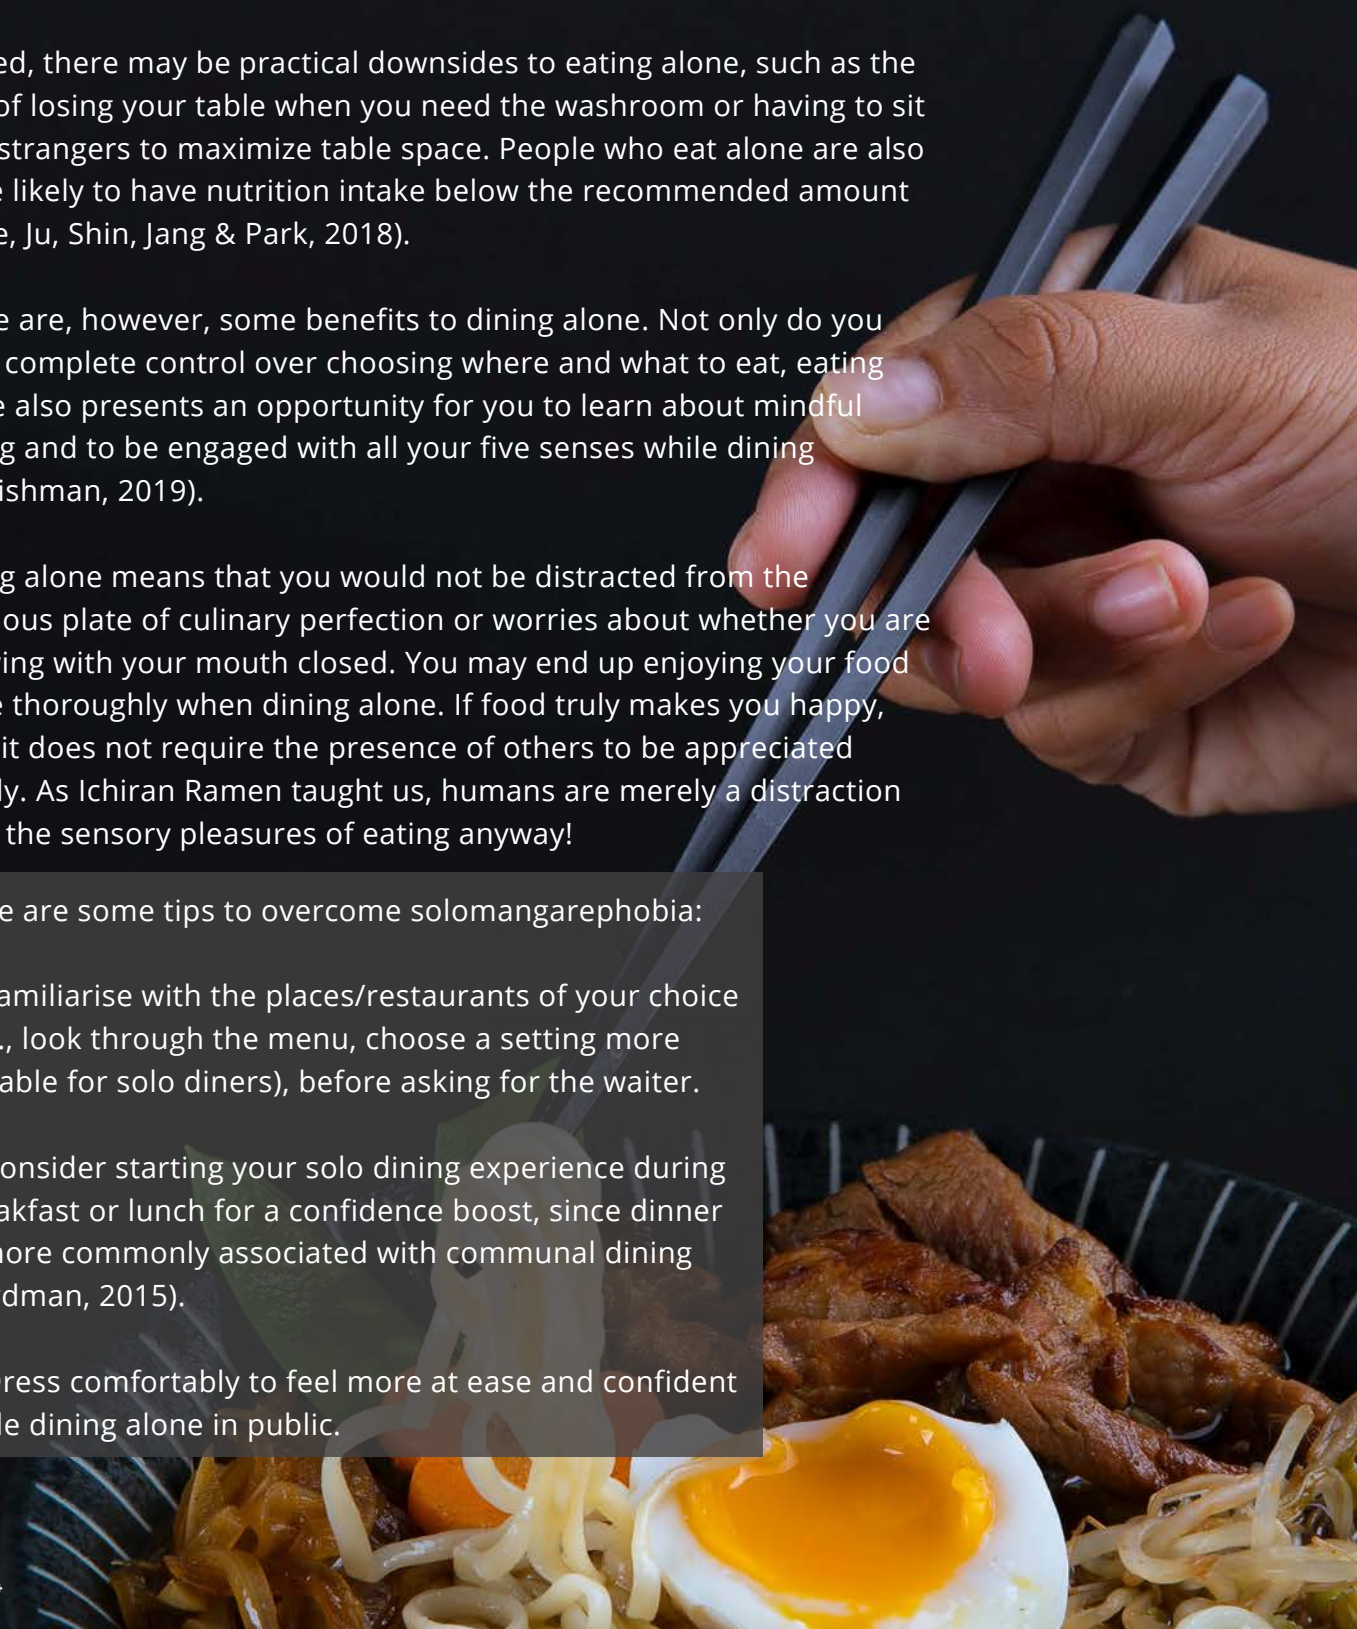 ed, there may be practical downsides to eating alone, such as the
of losing your table when you need the washroom or having to sit
strangers to maximize table space. People who eat alone are also
e likely to have nutrition intake below the recommended amount
e, Ju, Shin, Jang & Park, 2018).
e are, however, some benefits to dining alone. Not only do you
complete control over choosing where and what to eat, eating
e also presents an opportunity for you to learn about mindful
g and to be engaged with all your five senses while dining
ishman, 2019).
g alone means that you would not be distracted from the
ous plate of culinary perfection or worries about whether you are
ing with your mouth closed. You may end up enjoying your food
e thoroughly when dining alone. If food truly makes you happy,
it does not require the presence of others to be appreciated
ly. As Ichiran Ramen taught us, humans are merely a distraction
the sensory pleasures of eating anyway!
e are some tips to overcome solomangarephobia:
amiliarise with the places/restaurants of your choice
., look through the menu, choose a setting more
able for solo diners), before asking for the waiter.
onsider starting your solo dining experience during
akfast or lunch for a confidence boost, since dinner
more commonly associated with communal dining
dman, 2015).
ress comfortably to feel more at ease and confident
le dining alone in public.